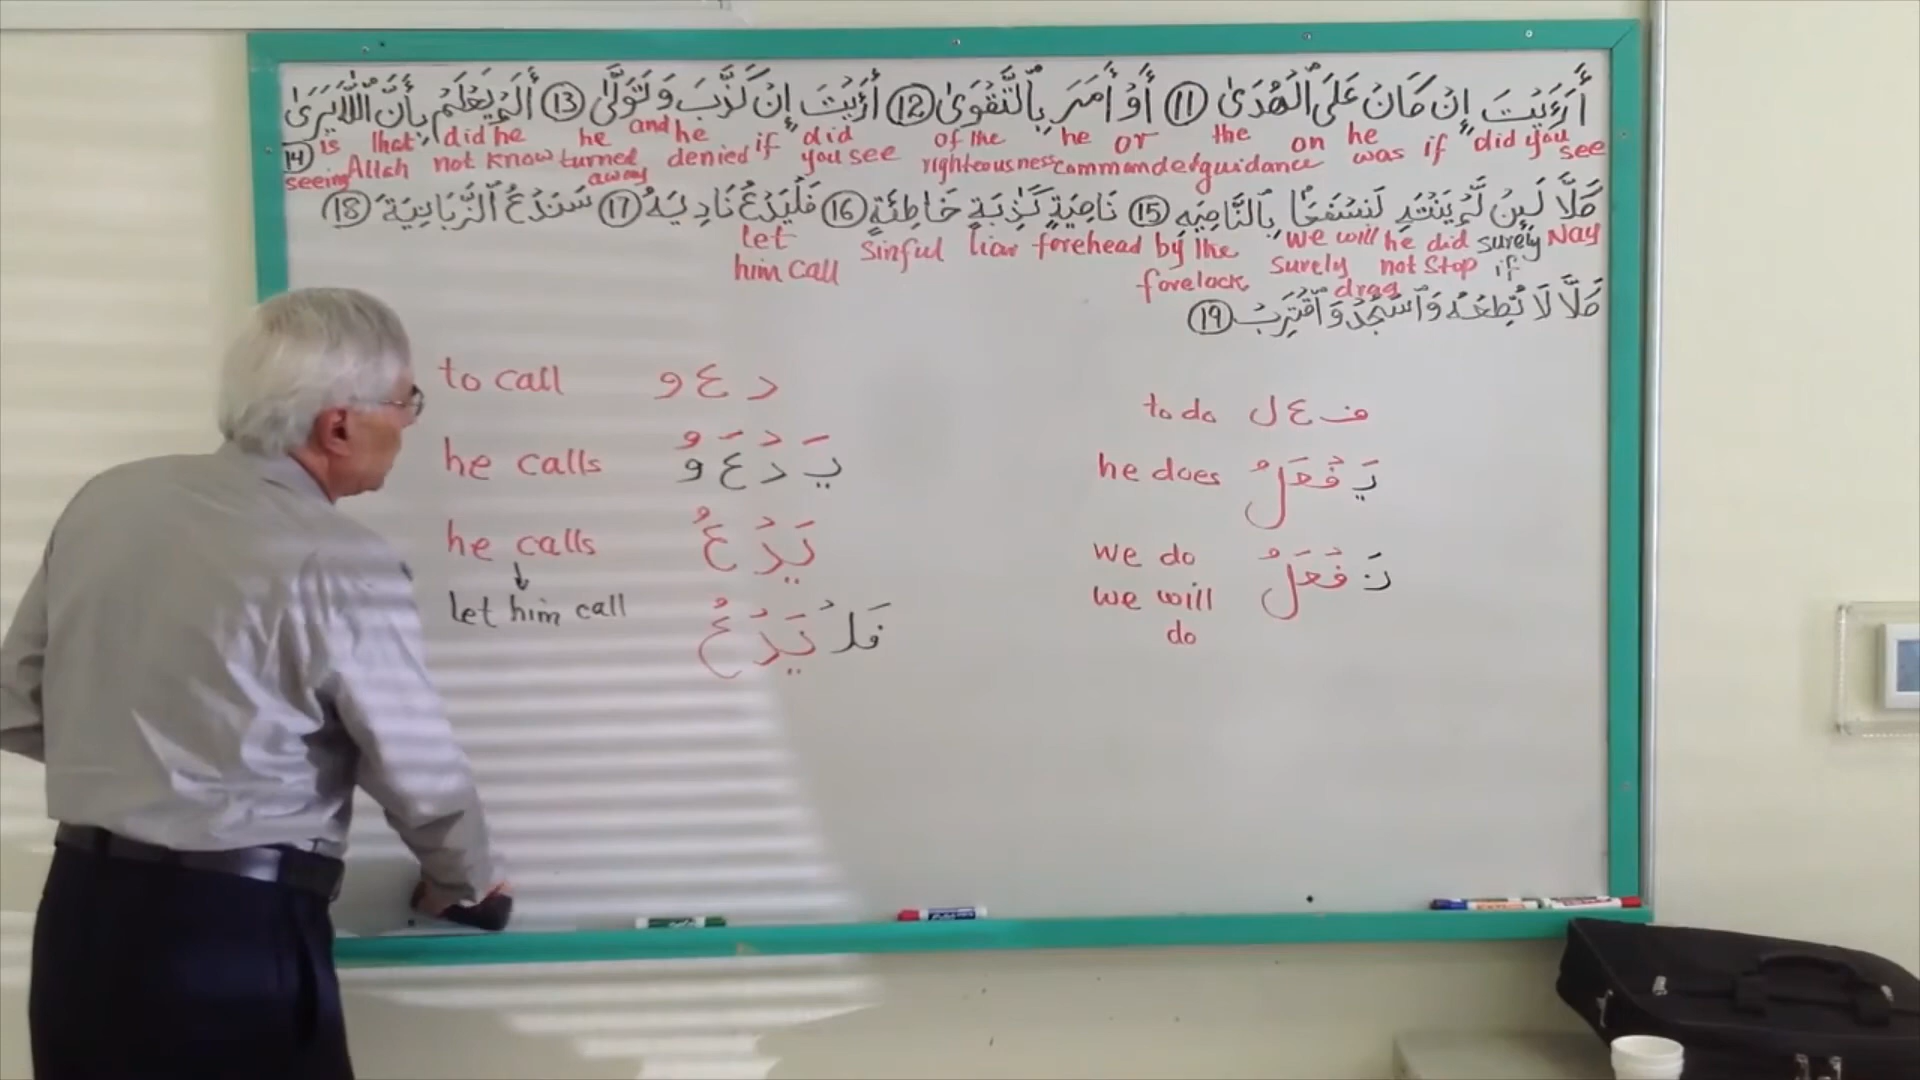 أَرَءَيْتَ إِن كَانَ عَلَى ٱلْهُدَىٰ ⑪ أَوْ أَمَرَ بِٱلتَّقْوَىٰ ⑫ أَرَءَيْتَ إِن كَذَّبَ وَتَوَلَّىٰ ⑬ أَلَمْ يَعْلَم بِأَنَّ ٱللَّهَ يَرَىٰ
is that did he he and he if "did of the he or the on he if "did you
⑭ seeing Allah not know turned away denied you see righteousness commanded guidance was see
كَلَّا لَئِن لَّمْ يَنتَهِ لَنَسْفَعًا بِٱلنَّاصِيَةِ ⑮ نَاصِيَةٍ كَٰذِبَةٍ خَاطِئَةٍ ⑯ فَلْيَدْعُ نَادِيَهُ ⑰ سَنَدْعُ ٱلزَّبَانِيَةَ ⑱
let sinful liar forehead by the we will he did surely Nay
him call forelock surely drag not stop if
كَلَّا لَا تُطِعْهُ وَٱسْجُدْ وَٱقْتَرِب ⑲
to call د ع و
he calls يَدْعَو
he calls يَدْعُ
let him call فَلْيَدْعُ
to do ف ع ل
he does يَفْعَلُ
we do نَفْعَلُ
we will
do